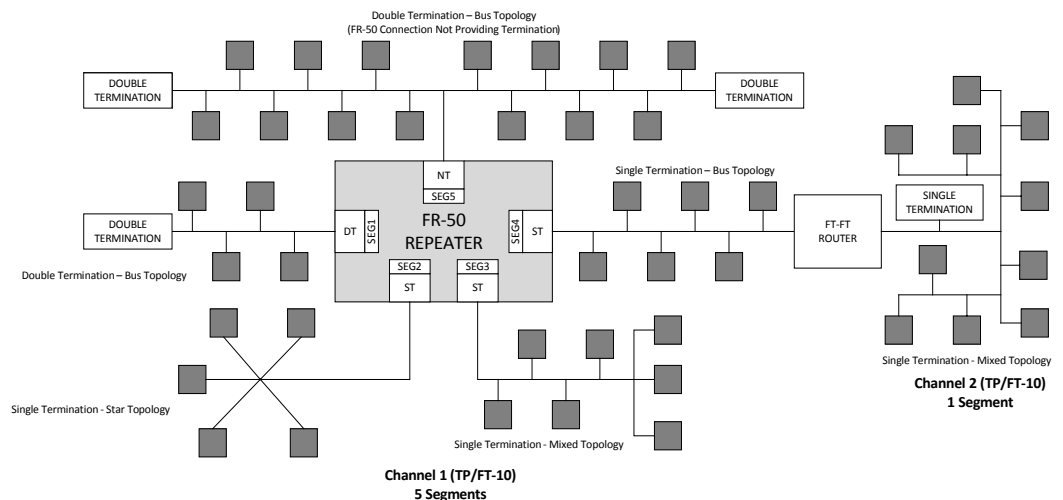 Double Termination – Bus Topology
(FR-50 Connection Not Providing Termination)
DOUBLE
TERMINATION
DOUBLE
TERMINATION
NT
SEG5
FR-50
REPEATER
DT
SEG1
SEG4
ST
SEG2
ST
SEG3
ST
DOUBLE
TERMINATION
Double Termination – Bus Topology
Single Termination – Bus Topology
FT-FT
ROUTER
SINGLE
TERMINATION
Single Termination - Mixed Topology
Channel 2 (TP/FT-10)
1 Segment
Single Termination - Star Topology
Single Termination - Mixed Topology
Channel 1 (TP/FT-10)
5 Segments